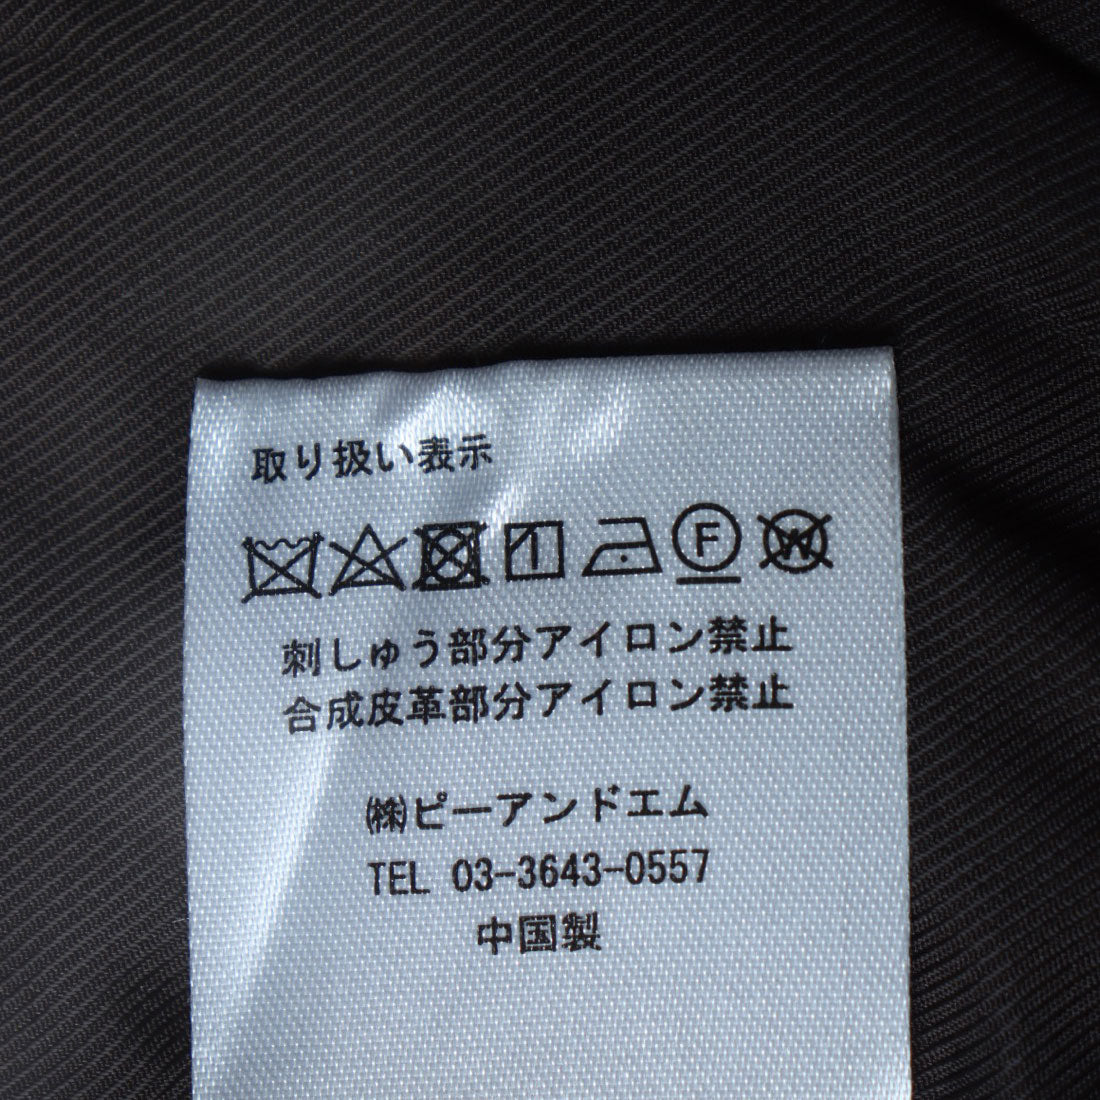 取り扱い表示
F W
刺しゅう部分アイロン禁止
合成皮革部分アイロン禁止
㈱ピーアンドエム
TEL 03-3643-0557
中国製